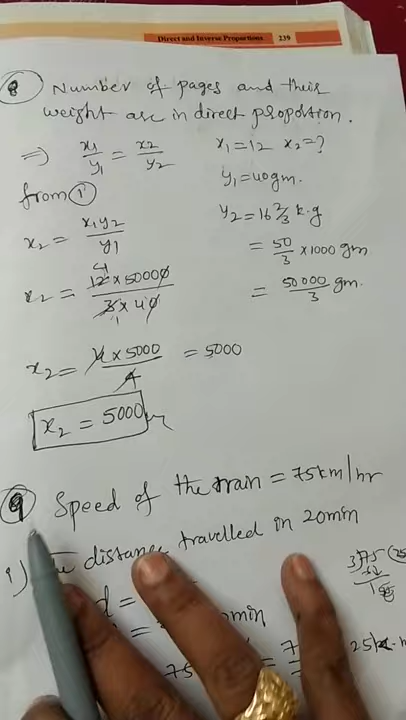 Direct and Inverse Proportions 239
8 Number of pages and their
weight are in direct propotion.
⇒ x₁/y₁ = x₂/y₂ x₁=12 x₂=?
y₁=40gm.
from ①
y₂=16 2/3 k.g
x₂ = x₁y₂/y₁
= 50/3 x1000 gm
x₂ = 12 x 50000/3 x 40
= 50000/3 gm.
x₂ = 4 x 5000/4 = 5000
x₂ = 5000
9 Speed of the train = 75km/hr
i) The distance travelled in 20min
d =